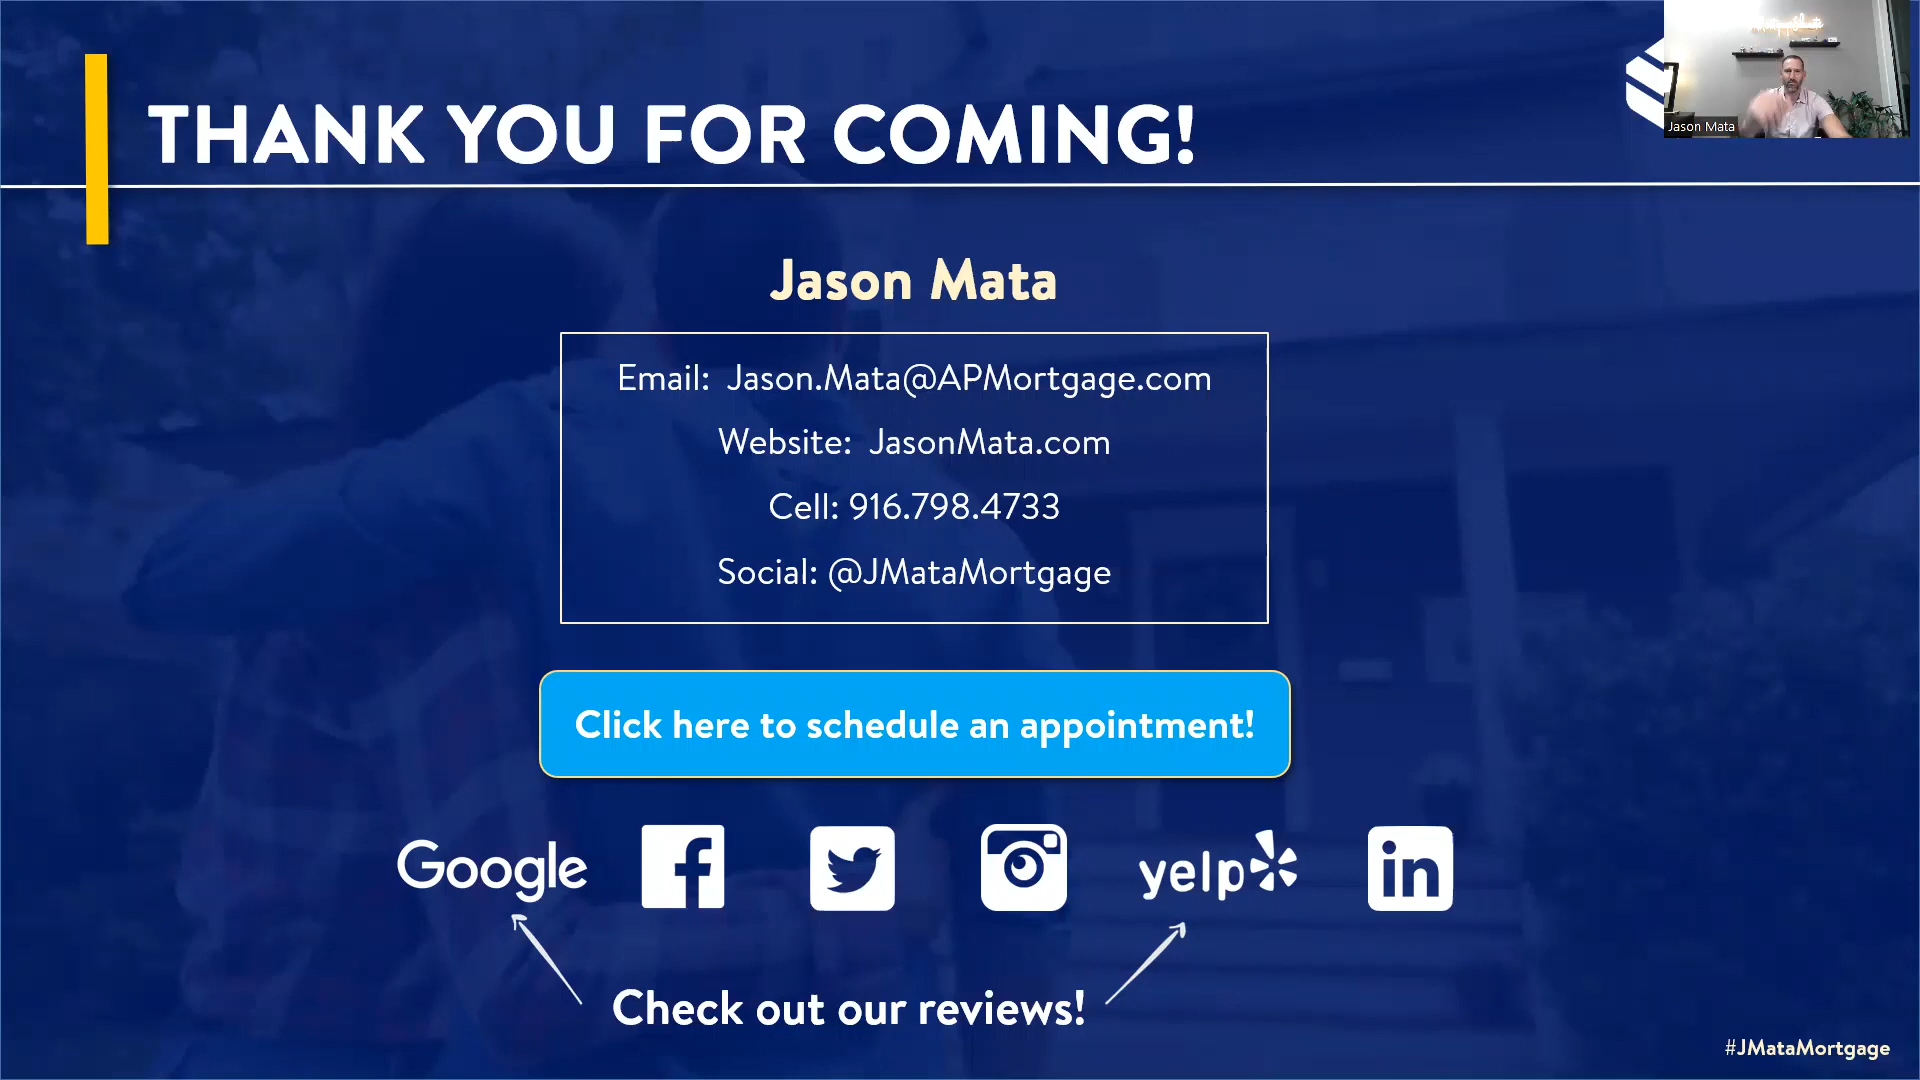 THANK YOU FOR COMING!
Jason Mata
Jason Mata
Email: Jason.Mata@APMortgage.com
Website: JasonMata.com
Cell: 916.798.4733
Social: @JMataMortgage
Click here to schedule an appointment!
Google
yelp
in
Check out our reviews!
#JMataMortgage